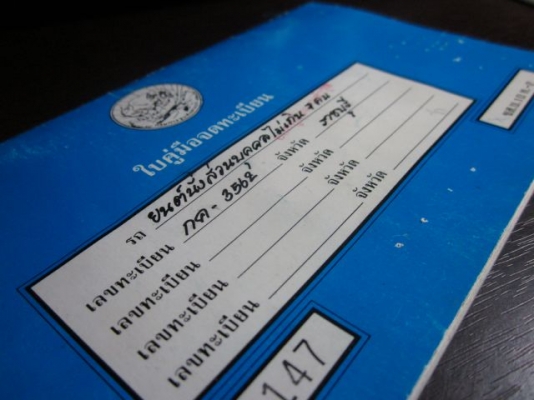 ใบคู่มือจดทะเบียน
รถ ยนต์นั่งส่วนบุคคลไม่เกิน 7 คน
เลขทะเบียน กค - 3562 จังหวัด ราชบุรี
เลขทะเบียน จังหวัด
เลขทะเบียน จังหวัด
เลขทะเบียน จังหวัด
147